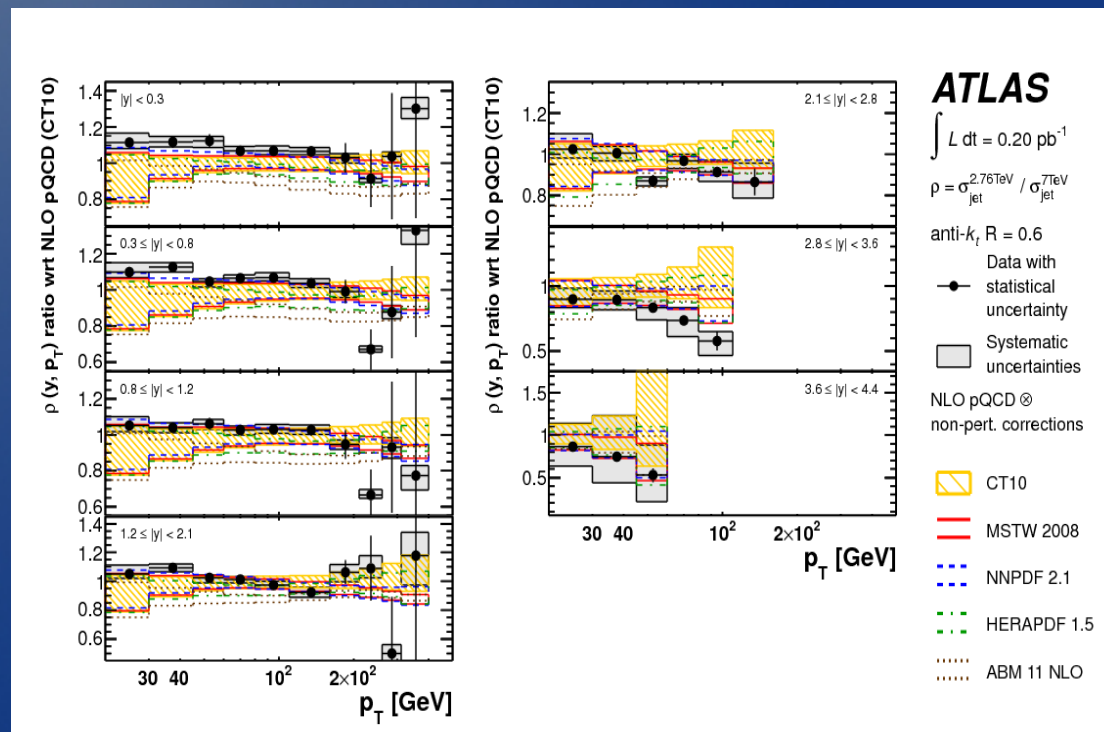 ρ (y, p_T) ratio wrt NLO pQCD (CT10)
|y| < 0.3
1.4
1.2
1
0.8
0.3 ≤ |y| < 0.8
1.2
1
0.8
0.6
0.8 ≤ |y| < 1.2
1.2
1
0.8
0.6
1.2 ≤ |y| < 2.1
1.4
1.2
1
0.8
0.6
30 40 10² 2×10²
p_T [GeV]
ρ (y, p_T) ratio wrt NLO pQCD (CT10)
2.1 ≤ |y| < 2.8
1.2
1
0.8
2.8 ≤ |y| < 3.6
1
0.5
3.6 ≤ |y| < 4.4
1.5
1
0.5
30 40 10² 2×10²
p_T [GeV]
ATLAS
∫ L dt = 0.20 pb⁻¹
ρ = σ_jet^2.76TeV / σ_jet^7TeV
anti-k_t R = 0.6
Data with
statistical
uncertainty
Systematic
uncertainties
NLO pQCD ⊗
non-pert. corrections
CT10
MSTW 2008
NNPDF 2.1
HERAPDF 1.5
ABM 11 NLO